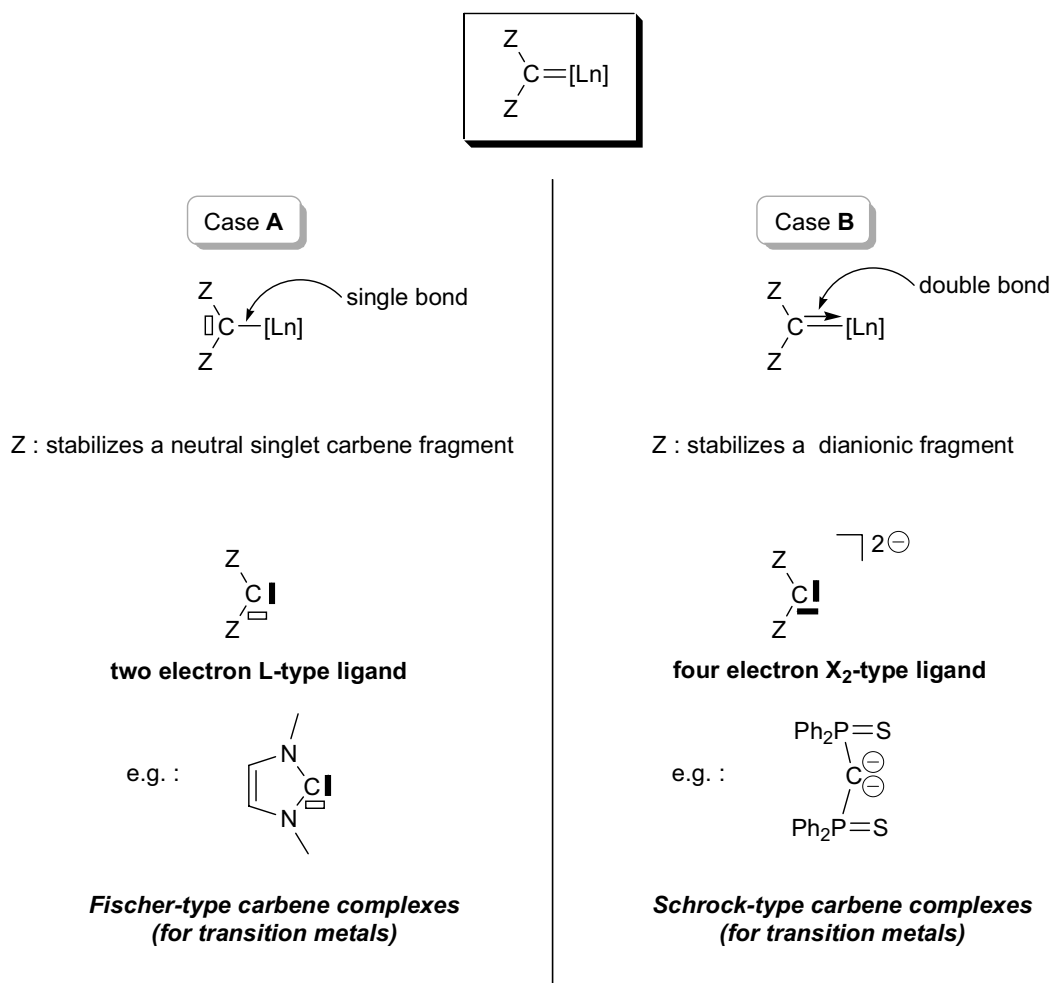 Z
C=[Ln]
Z
Case A
Case B
Z
C—[Ln]
Z
single bond
Z
C=[Ln]
Z
double bond
Z : stabilizes a neutral singlet carbene fragment
Z : stabilizes a dianionic fragment
Z
C
Z
Z
C
Z
2⊖
two electron L-type ligand
four electron X₂-type ligand
e.g. :
N
C
N
e.g. :
Ph₂P=S
C ⊖
⊖
Ph₂P=S
Fischer-type carbene complexes
(for transition metals)
Schrock-type carbene complexes
(for transition metals)